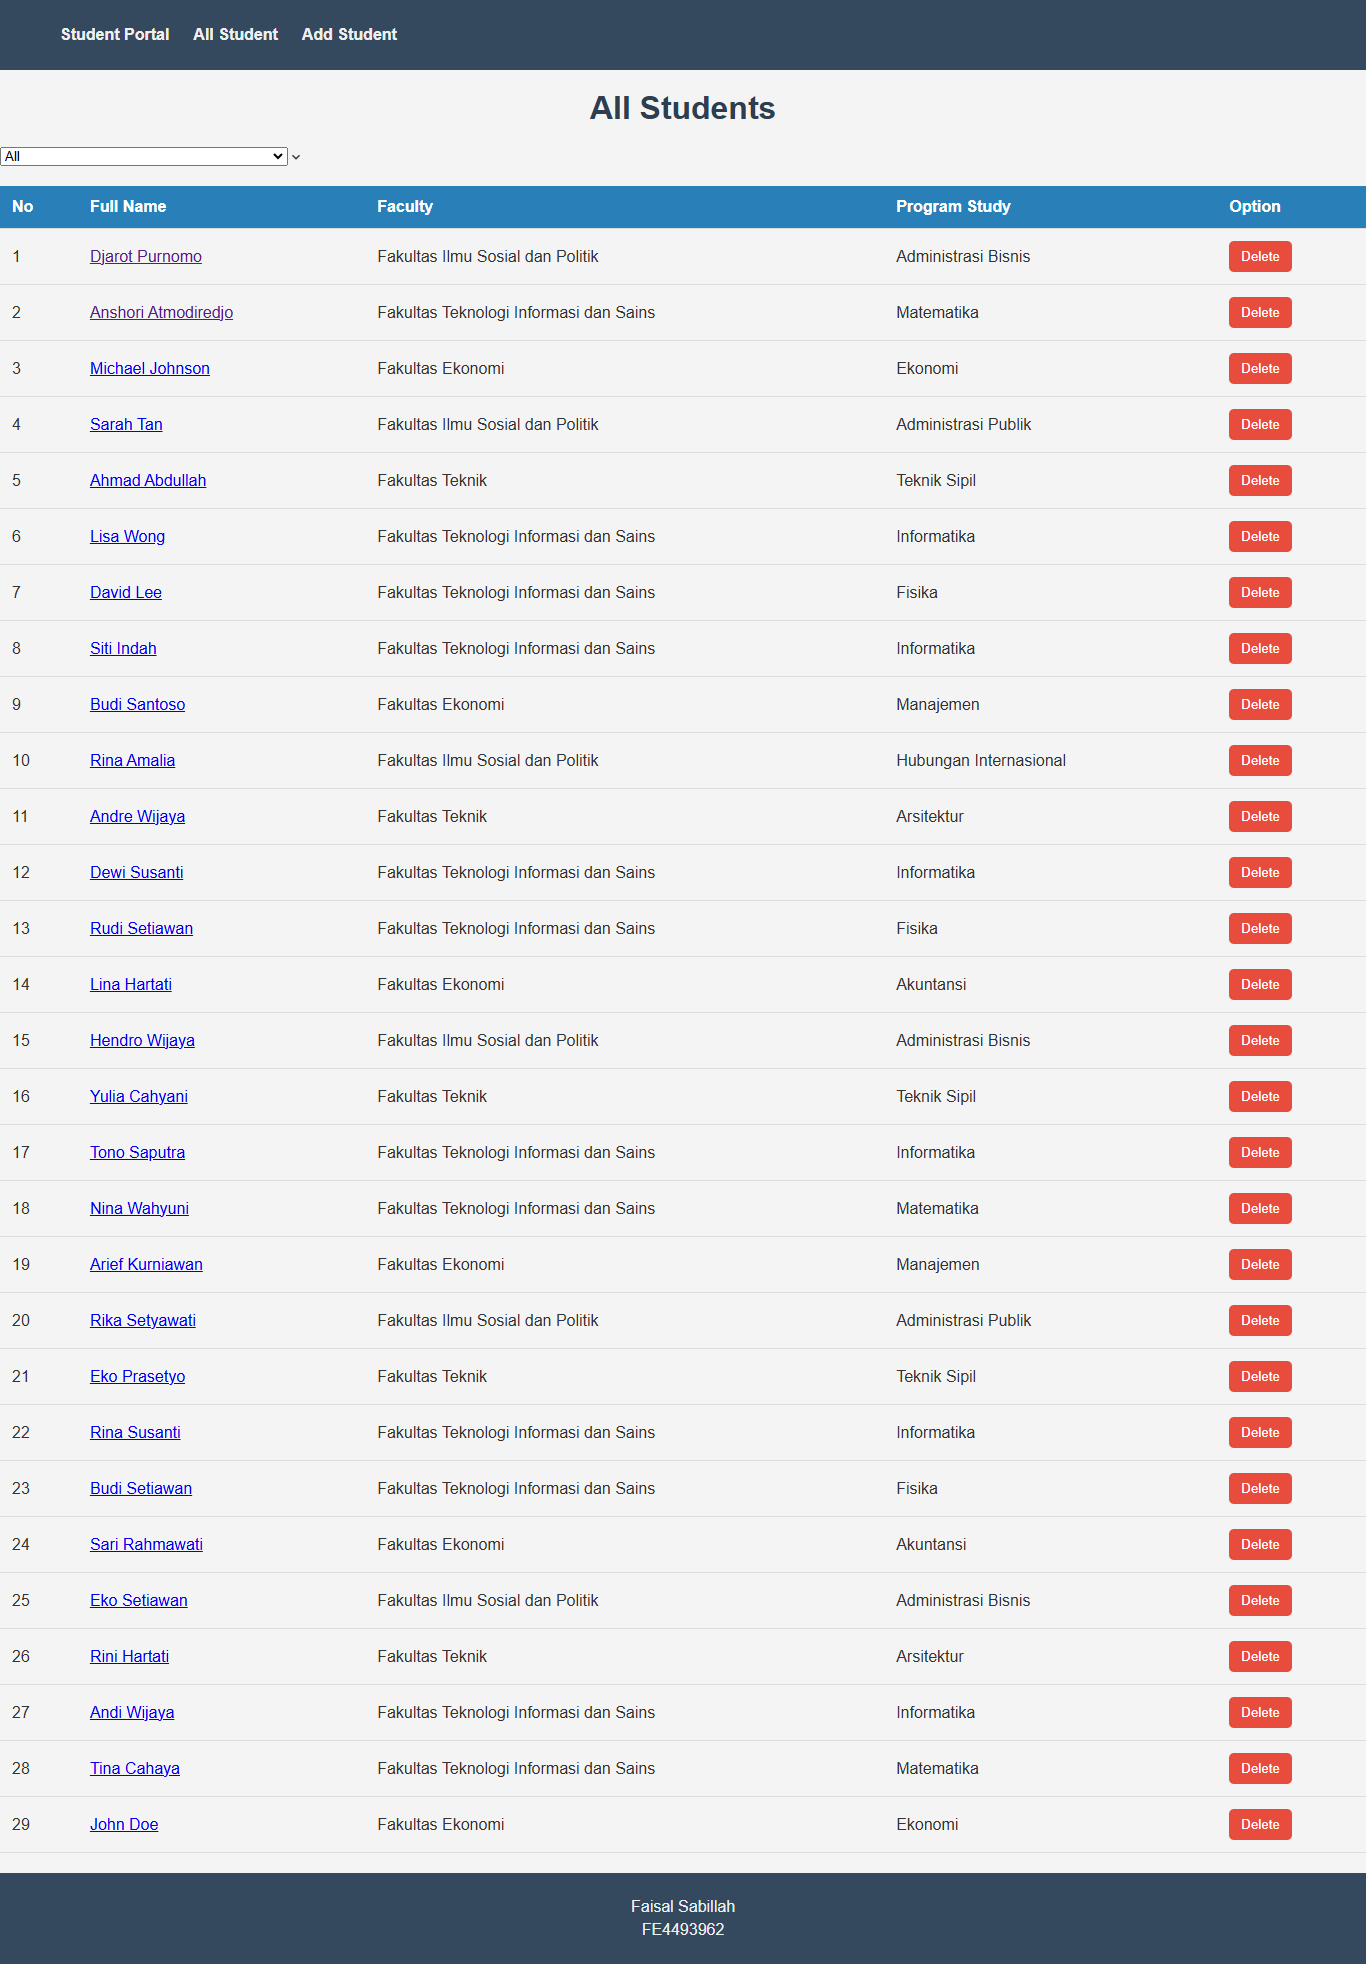 Student Portal All Student Add Student
All Students
All
No Full Name Faculty Program Study Option
1 Djarot Purnomo Fakultas Ilmu Sosial dan Politik Administrasi Bisnis Delete
2 Anshori Atmodiredjo Fakultas Teknologi Informasi dan Sains Matematika Delete
3 Michael Johnson Fakultas Ekonomi Ekonomi Delete
4 Sarah Tan Fakultas Ilmu Sosial dan Politik Administrasi Publik Delete
5 Ahmad Abdullah Fakultas Teknik Teknik Sipil Delete
6 Lisa Wong Fakultas Teknologi Informasi dan Sains Informatika Delete
7 David Lee Fakultas Teknologi Informasi dan Sains Fisika Delete
8 Siti Indah Fakultas Teknologi Informasi dan Sains Informatika Delete
9 Budi Santoso Fakultas Ekonomi Manajemen Delete
10 Rina Amalia Fakultas Ilmu Sosial dan Politik Hubungan Internasional Delete
11 Andre Wijaya Fakultas Teknik Arsitektur Delete
12 Dewi Susanti Fakultas Teknologi Informasi dan Sains Informatika Delete
13 Rudi Setiawan Fakultas Teknologi Informasi dan Sains Fisika Delete
14 Lina Hartati Fakultas Ekonomi Akuntansi Delete
15 Hendro Wijaya Fakultas Ilmu Sosial dan Politik Administrasi Bisnis Delete
16 Yulia Cahyani Fakultas Teknik Teknik Sipil Delete
17 Tono Saputra Fakultas Teknologi Informasi dan Sains Informatika Delete
18 Nina Wahyuni Fakultas Teknologi Informasi dan Sains Matematika Delete
19 Arief Kurniawan Fakultas Ekonomi Manajemen Delete
20 Rika Setyawati Fakultas Ilmu Sosial dan Politik Administrasi Publik Delete
21 Eko Prasetyo Fakultas Teknik Teknik Sipil Delete
22 Rina Susanti Fakultas Teknologi Informasi dan Sains Informatika Delete
23 Budi Setiawan Fakultas Teknologi Informasi dan Sains Fisika Delete
24 Sari Rahmawati Fakultas Ekonomi Akuntansi Delete
25 Eko Setiawan Fakultas Ilmu Sosial dan Politik Administrasi Bisnis Delete
26 Rini Hartati Fakultas Teknik Arsitektur Delete
27 Andi Wijaya Fakultas Teknologi Informasi dan Sains Informatika Delete
28 Tina Cahaya Fakultas Teknologi Informasi dan Sains Matematika Delete
29 John Doe Fakultas Ekonomi Ekonomi Delete
Faisal Sabillah
FE4493962